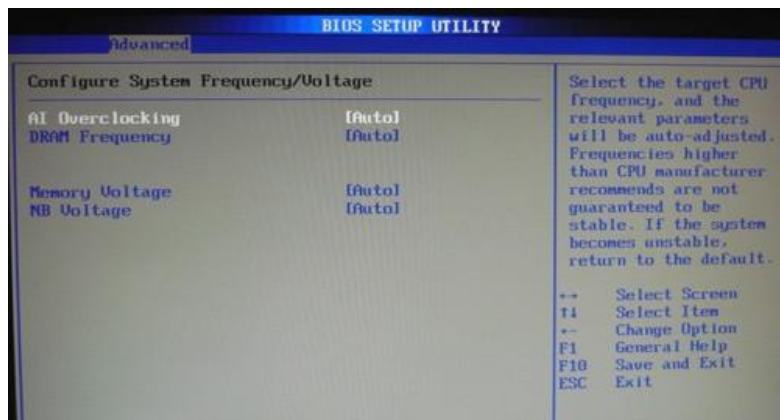 BIOS SETUP UTILITY
Advanced
Configure System Frequency/Voltage
AI Overclocking [Auto]
DRAM Frequency [Auto]
Memory Voltage [Auto]
NB Voltage [Auto]
Select the target CPU
frequency, and the
relevant parameters
will be auto-adjusted.
Frequencies higher
than CPU manufacturer
recommends are not
guaranteed to be
stable. If the system
becomes unstable,
return to the default.
←→ Select Screen
↑↓ Select Item
+- Change Option
F1 General Help
F10 Save and Exit
ESC Exit